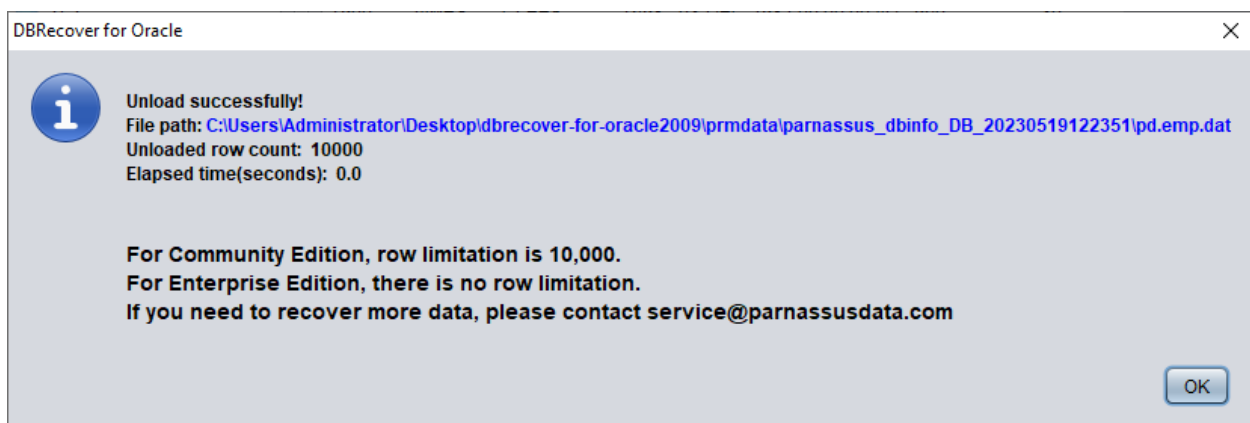 DBRecover for Oracle
Unload successfully!
File path: C:\Users\Administrator\Desktop\dbrecover-for-oracle2009\prmdata\parnassus_dbinfo_DB_20230519122351\pd.emp.dat
Unloaded row count: 10000
Elapsed time(seconds): 0.0
For Community Edition, row limitation is 10,000.
For Enterprise Edition, there is no row limitation.
If you need to recover more data, please contact service@parnassusdata.com
OK